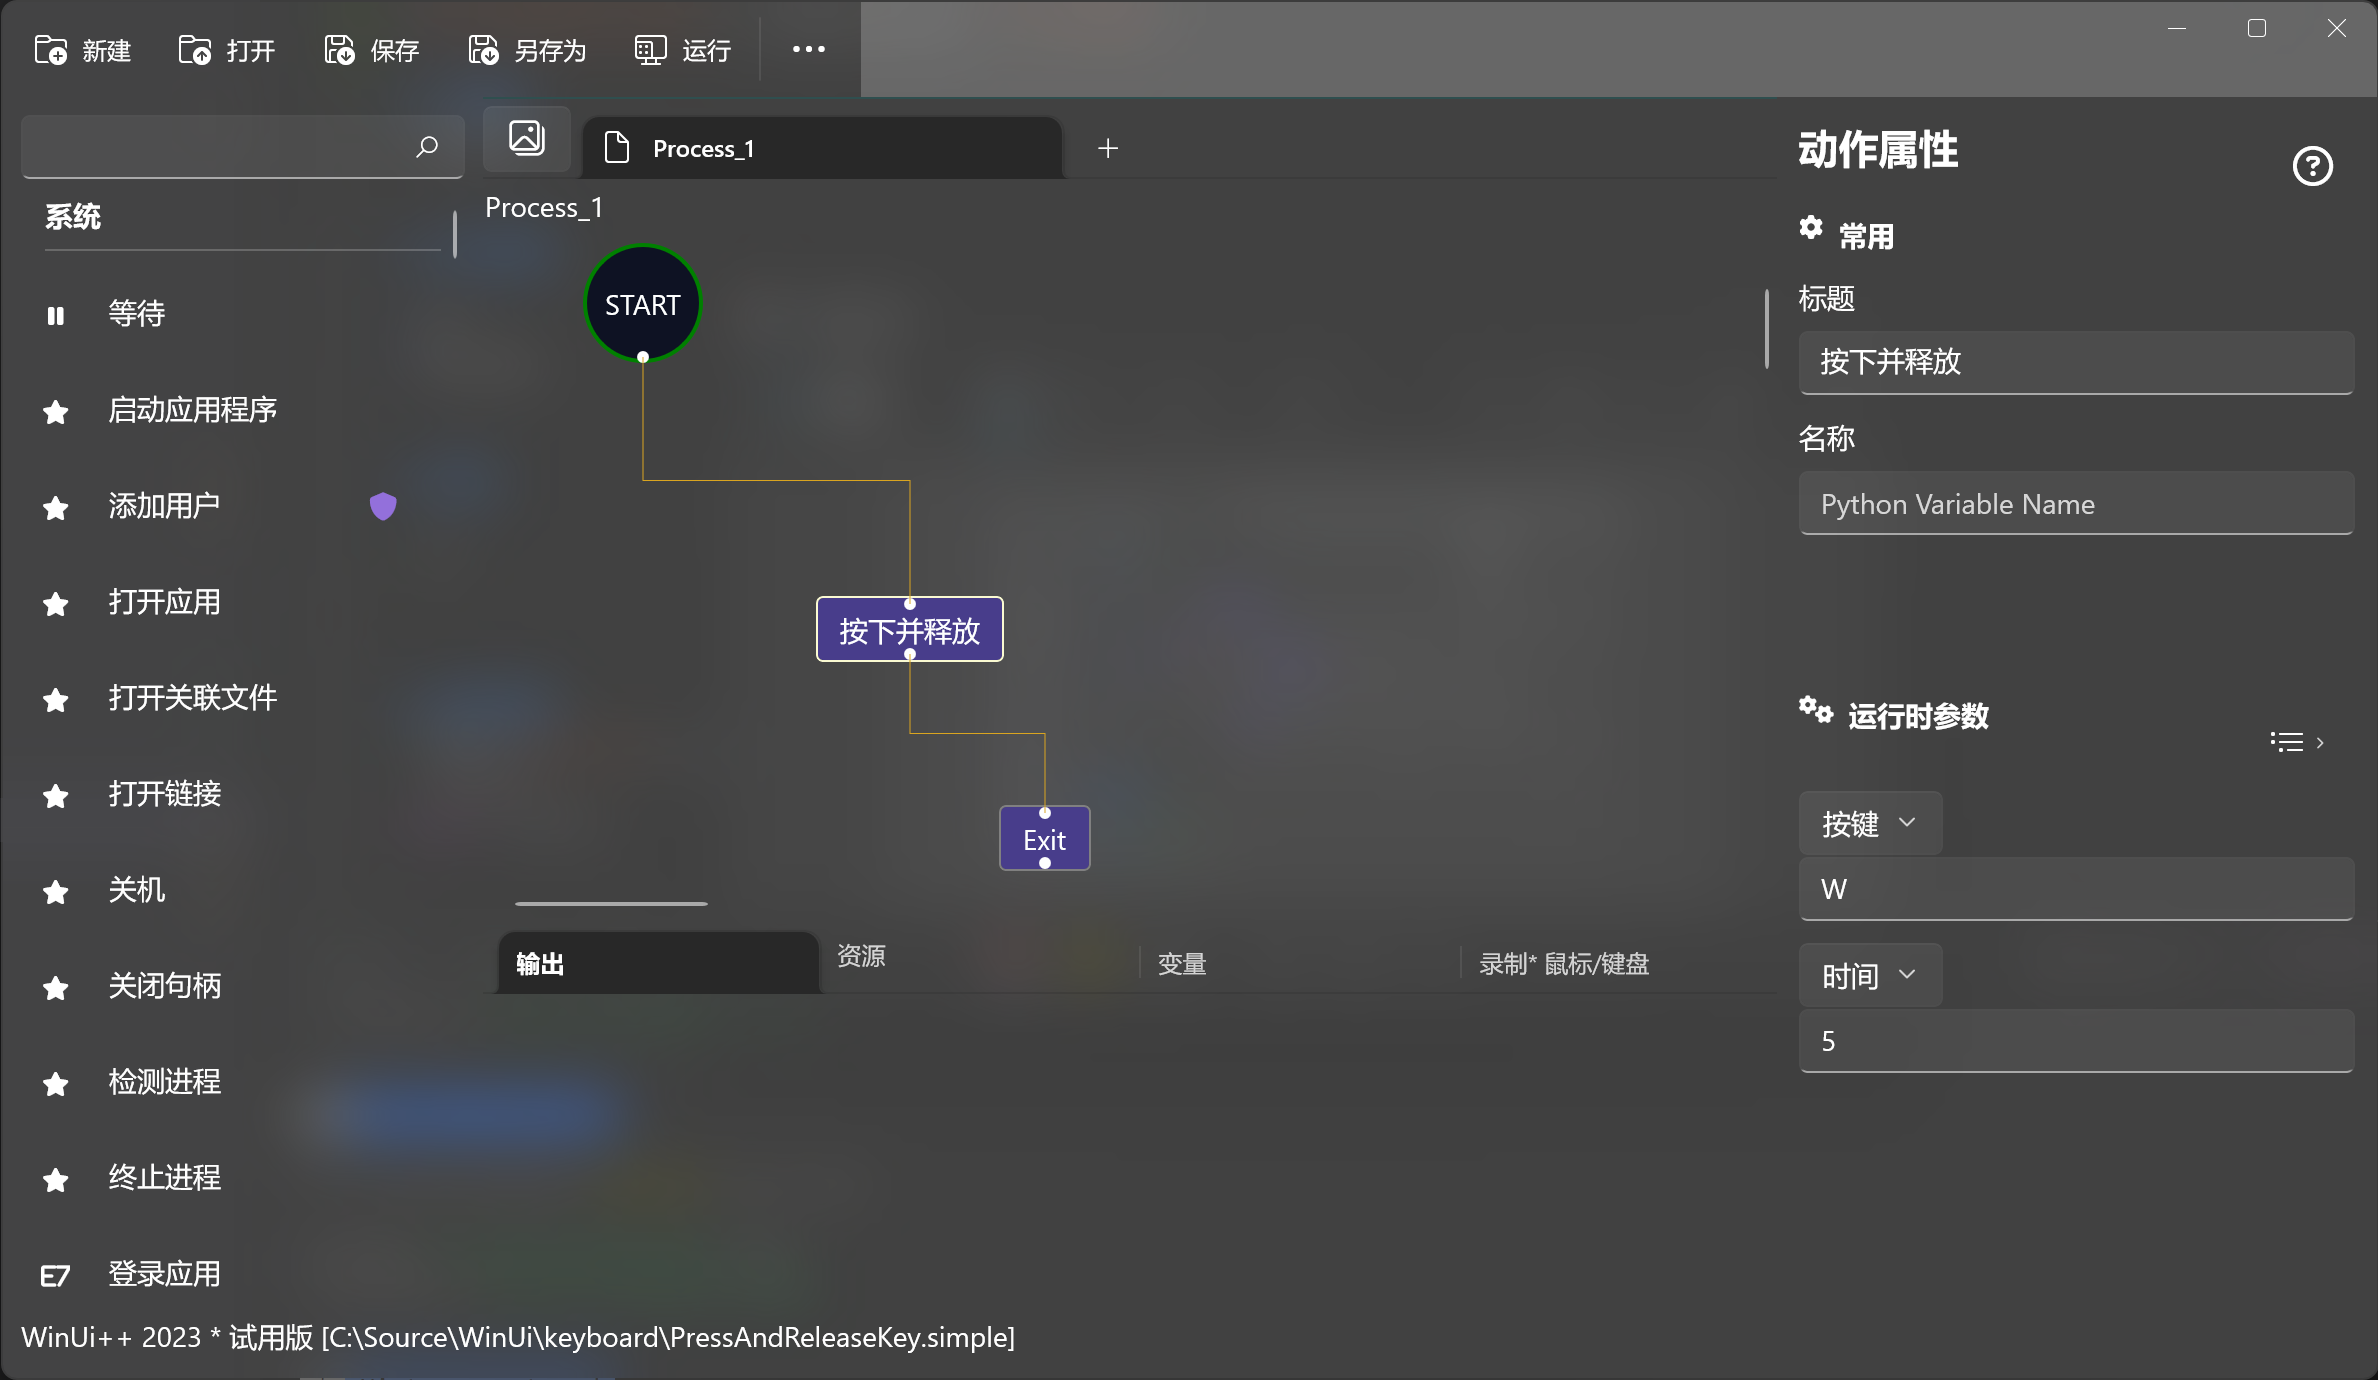 新建
打开
保存
另存为
运行
Process_1
系统
等待
启动应用程序
添加用户
打开应用
打开关联文件
打开链接
关机
关闭句柄
检测进程
终止进程
E7 登录应用
Process_1
START
按下并释放
Exit
输出
资源
变量
录制* 鼠标/键盘
动作属性
常用
标题
按下并释放
名称
Python Variable Name
运行时参数
按键
W
时间
5
WinUi++ 2023 * 试用版 [C:\Source\WinUi\keyboard\PressAndReleaseKey.simple]